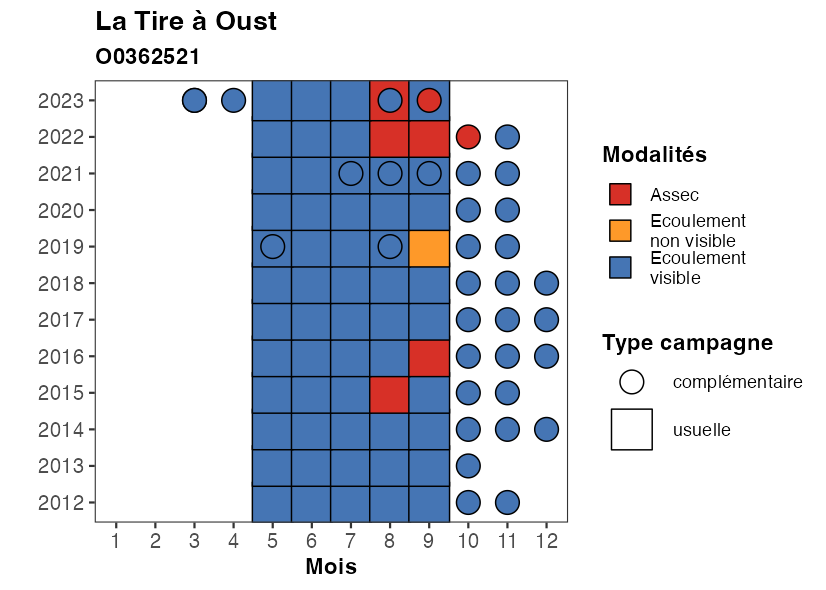 La Tire à Oust
O0362521
2023
2022
2021
2020
2019
2018
2017
2016
2015
2014
2013
2012
1 2 3 4 5 6 7 8 9 10 11 12
Mois
Modalités
Assec
Ecoulement
non visible
Ecoulement
visible
Type campagne
complémentaire
usuelle